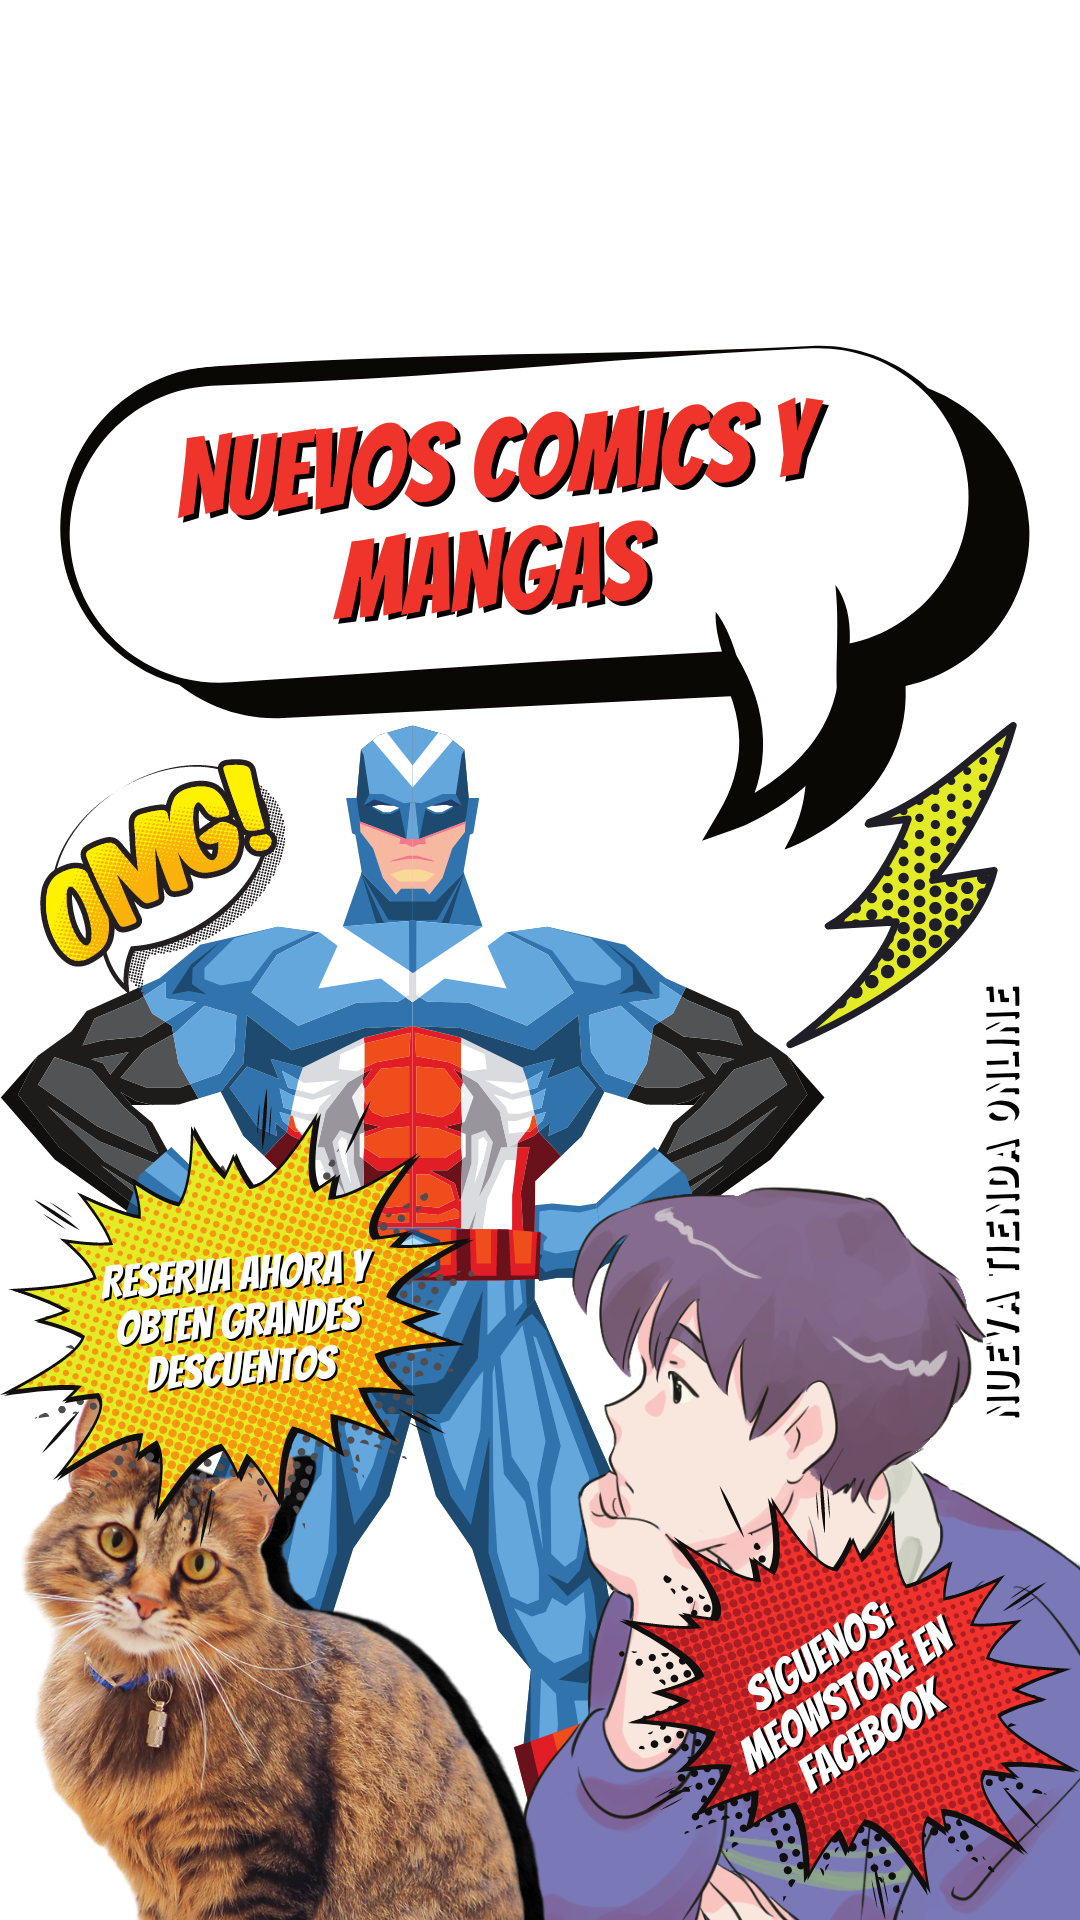 NUEVOS COMICS Y
MANGAS
OMG!
NUEVA TIENDA ONLINE
RESERVA AHORA Y
OBTEN GRANDES
DESCUENTOS
SIGUENOS:
MEOWSTORE EN
FACEBOOK